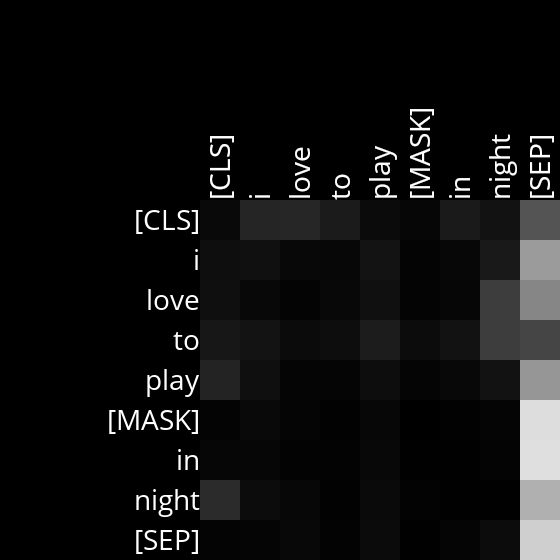 [CLS] i love to play [MASK] in night [SEP]
[CLS]
i
love
to
play
[MASK]
in
night
[SEP]